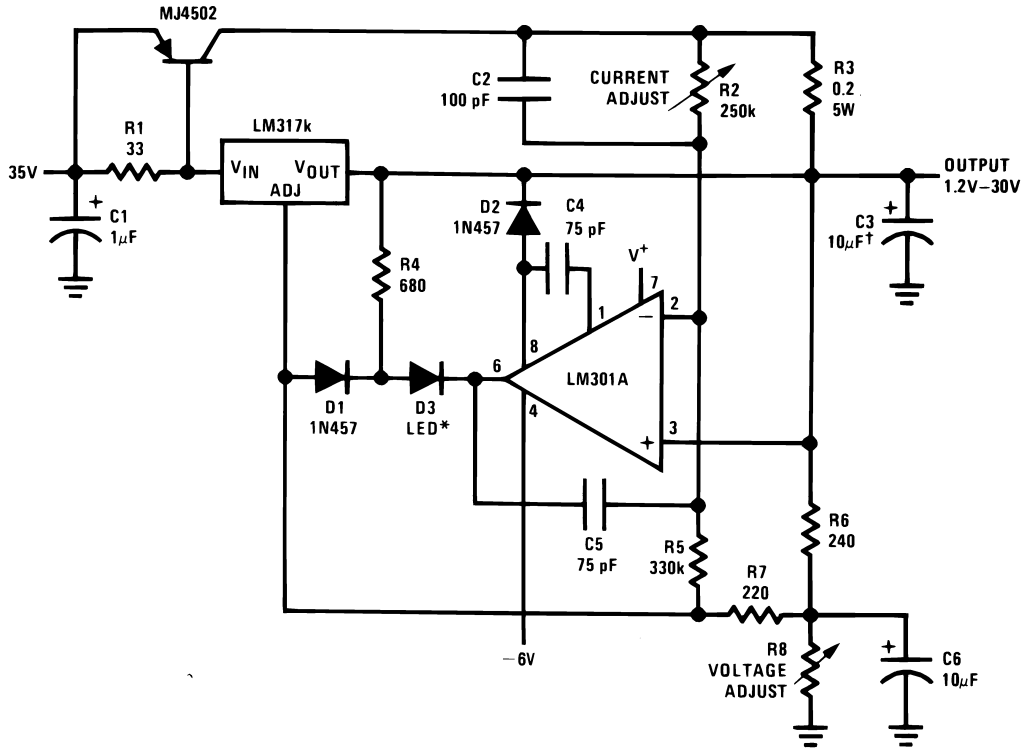 MJ4502
R1
33
LM317k
VIN
VOUT
ADJ
35V
+
C1
1μF
C2
100 pF
CURRENT
ADJUST
R2
250k
R3
0.2
5W
OUTPUT
1.2V–30V
+
C3
10μF†
D2
1N457
C4
75 pF
V+
7
1
2
−
8
6
LM301A
4
3
+
R4
680
D1
1N457
D3
LED*
C5
75 pF
R5
330k
R6
240
R7
220
−6V
R8
VOLTAGE
ADJUST
+
C6
10μF